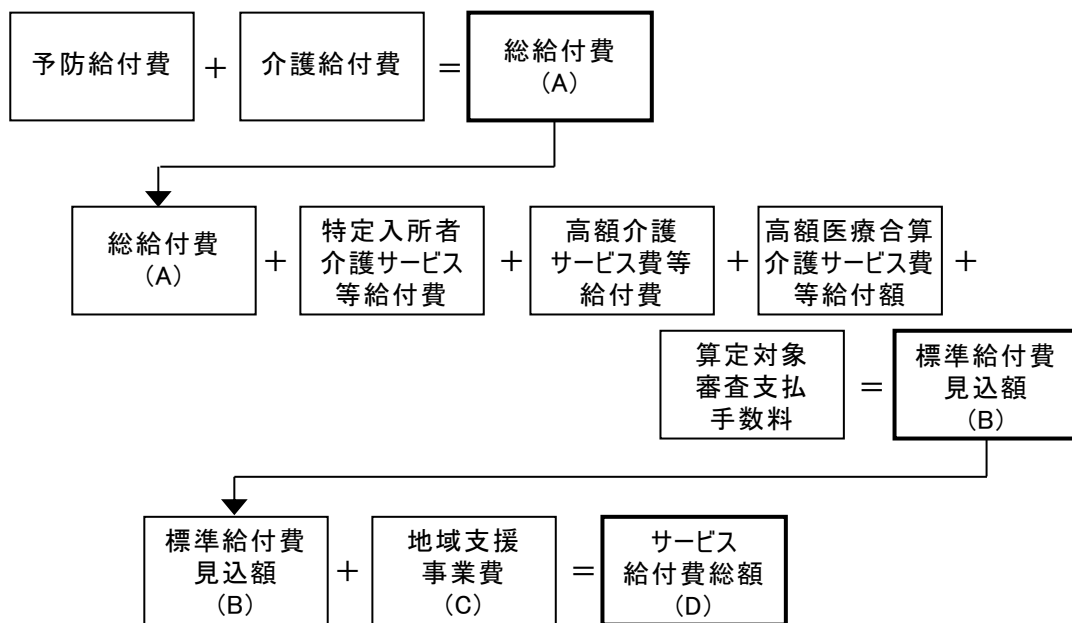 予防給付費 + 介護給付費 = 総給付費
(A)
総給付費
(A)
+
特定入所者
介護サービス
等給付費
+
高額介護
サービス費等
給付費
+
高額医療合算
介護サービス費
等給付額
+
算定対象
審査支払
手数料
=
標準給付費
見込額
(B)
標準給付費
見込額
(B)
+
地域支援
事業費
(C)
=
サービス
給付費総額
(D)